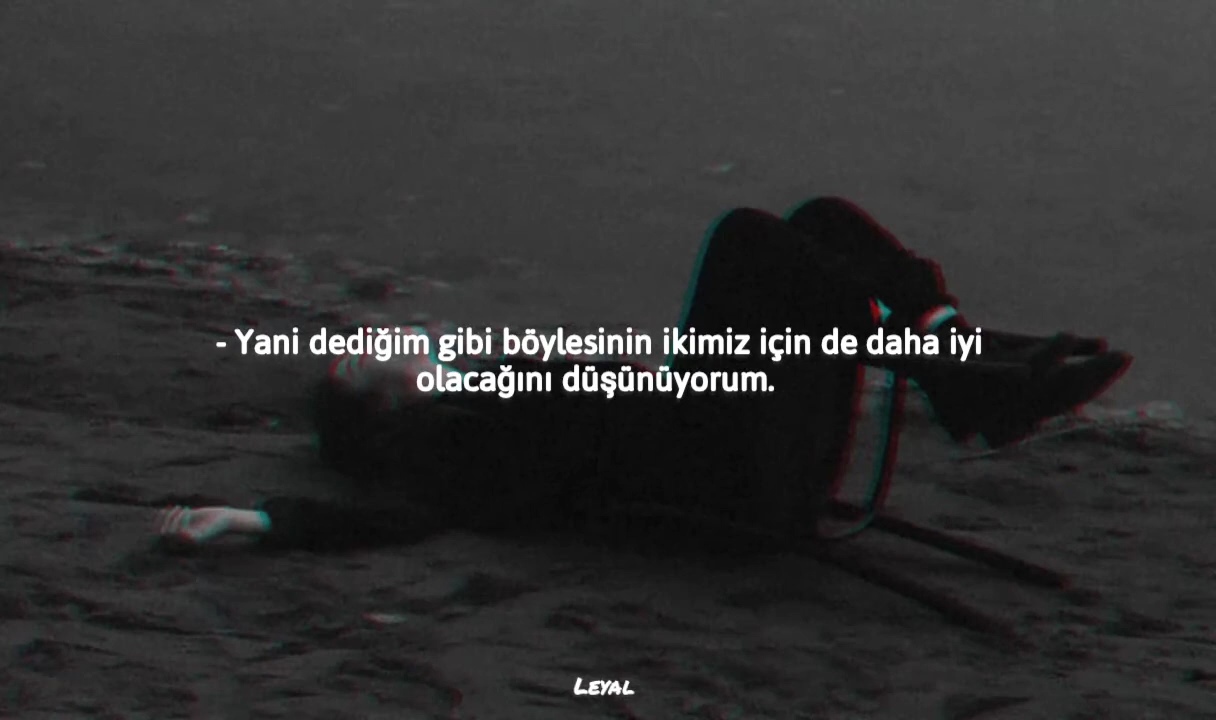 - Yani dediğim gibi böylesinin ikimiz için de daha iyi
olacağını düşünüyorum.
LEYAL